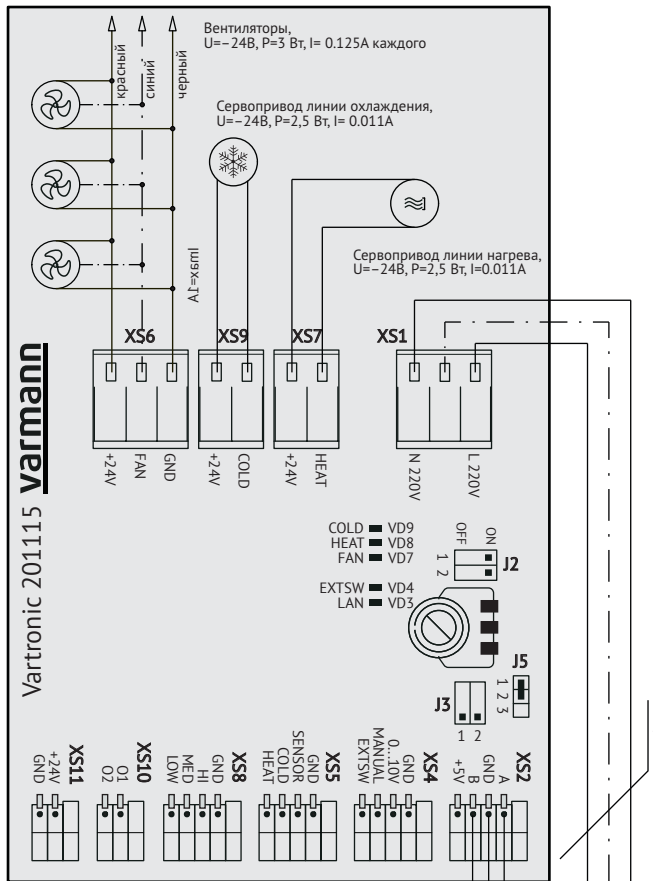 Вентиляторы,
U=–24В, P=3 Вт, I= 0.125А каждого
красный
синий
черный
Сервопривод линии охлаждения,
U=–24В, P=2,5 Вт, I= 0.011А
Сервопривод линии нагрева,
U=–24В, P=2,5 Вт, I=0.011А
Imax=1A
XS6
XS9
XS7
XS1
+24V
FAN
GND
+24V
COLD
+24V
HEAT
N 220V
L 220V
Vartronic 201115 varmann
COLD VD9
HEAT VD8
FAN VD7
EXTSW VD4
LAN VD3
OFF
ON
1
2
J2
J5
1 2 3
J3
1 2
XS11
GND
+24V
XS10
O2
O1
XS8
LOW
MED
HI
GND
XS5
HEAT
COLD
SENSOR
GND
XS4
EXTSW
MANUAL
0...10V
GND
XS2
+5V
B
GND
A